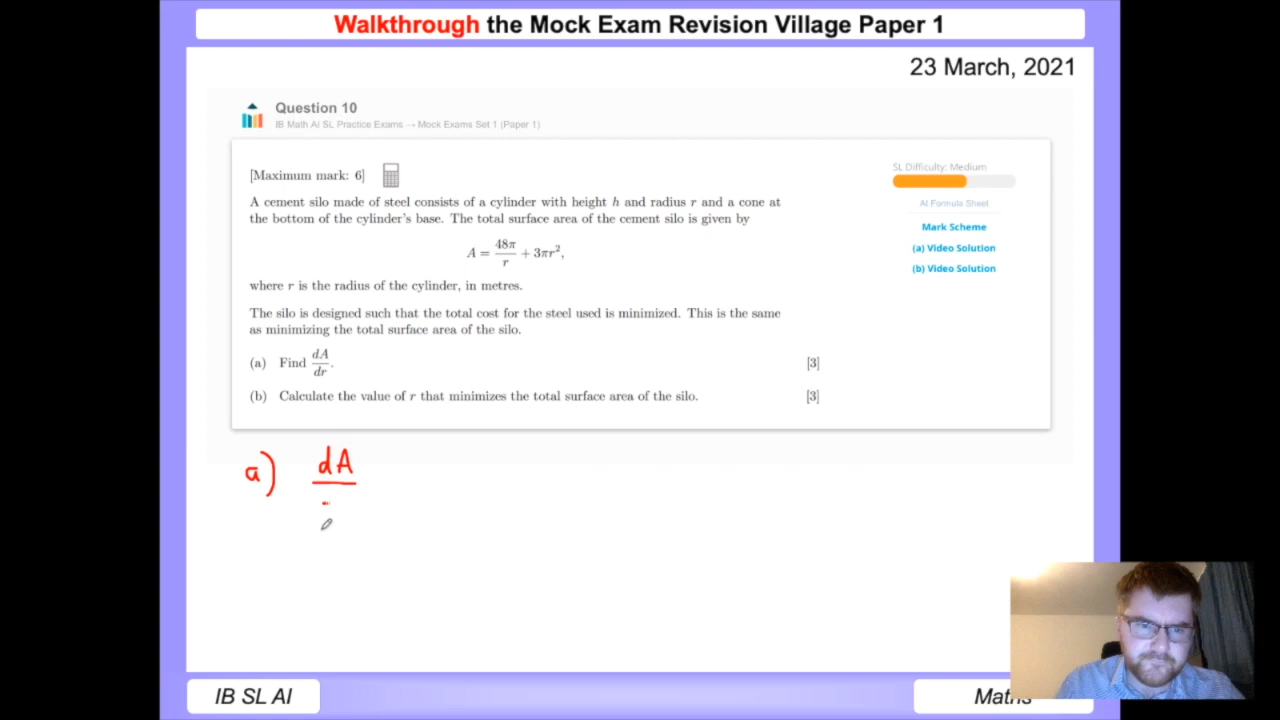 Walkthrough the Mock Exam Revision Village Paper 1
23 March, 2021
Question 10
IB Math AI SL Practice Exams → Mock Exams Set 1 (Paper 1)
[Maximum mark: 6]
SL Difficulty: Medium
AI Formula Sheet
Mark Scheme
(a) Video Solution
(b) Video Solution
A cement silo made of steel consists of a cylinder with height h and radius r and a cone at
the bottom of the cylinder's base. The total surface area of the cement silo is given by
A = 48π/r + 3πr²,
where r is the radius of the cylinder, in metres.
The silo is designed such that the total cost for the steel used is minimized. This is the same
as minimizing the total surface area of the silo.
(a) Find dA/dr. [3]
(b) Calculate the value of r that minimizes the total surface area of the silo. [3]
a) dA
IB SL AI
Maths